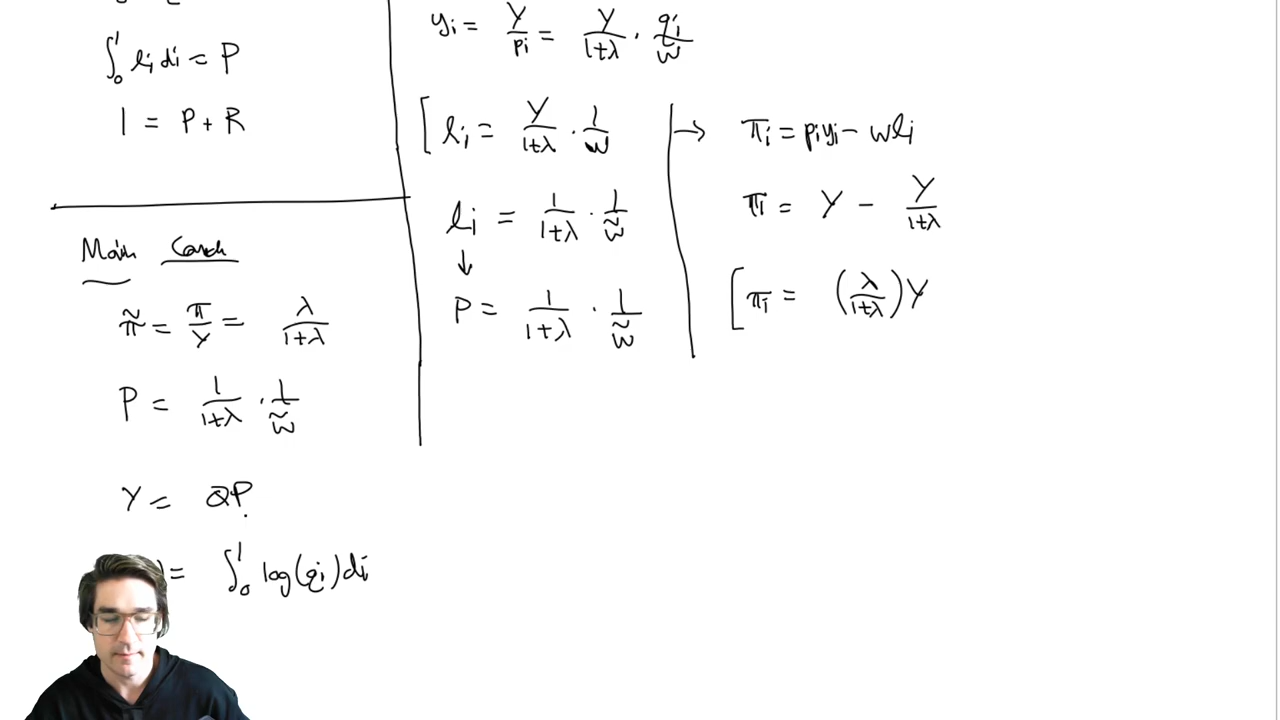 ∫₀¹ ℓᵢ di = P
1 = P + R
Main Cond
π̃ = π/Y = λ/(1+λ)
P = 1/(1+λ) · 1/w̃
Y = QP
)= ∫₀¹ log(qᵢ) di
yᵢ = Y/pᵢ = Y/(1+λ) · qᵢ/w
[ ℓᵢ = Y/(1+λ) · 1/w
ℓᵢ = 1/(1+λ) · 1/w̃
↓
P = 1/(1+λ) · 1/w̃
→ πᵢ = pᵢyᵢ − wℓᵢ
πᵢ = Y − Y/(1+λ)
[ πᵢ = (λ/(1+λ)) Y